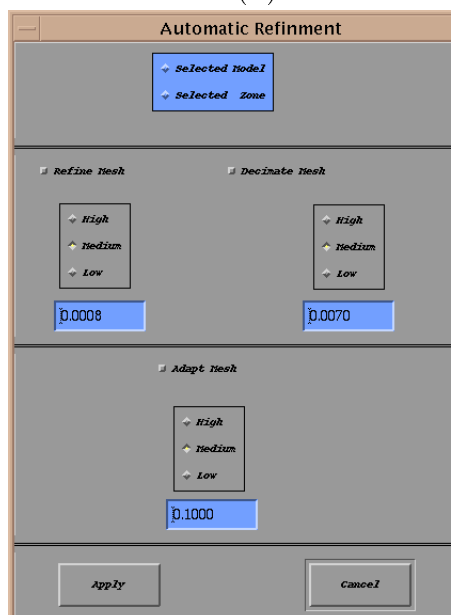 Automatic Refinment
Selected Model
Selected Zone
Refine Mesh
Decimate Mesh
High
Medium
Low
0.0008
High
Medium
Low
0.0070
Adapt Mesh
High
Medium
Low
0.1000
Apply
Cancel